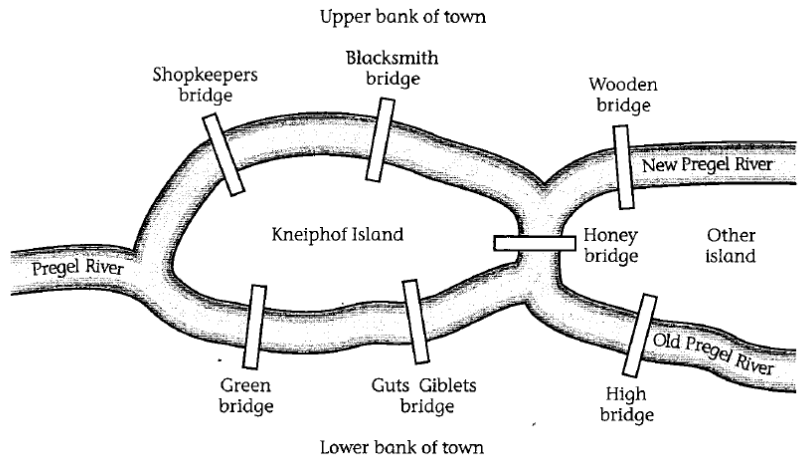 Upper bank of town
Blacksmith
bridge
Shopkeepers
bridge
Wooden
bridge
New Pregel River
Kneiphof Island
Honey
bridge
Other
island
Pregel River
Old Pregel River
Green
bridge
Guts Giblets
bridge
High
bridge
Lower bank of town